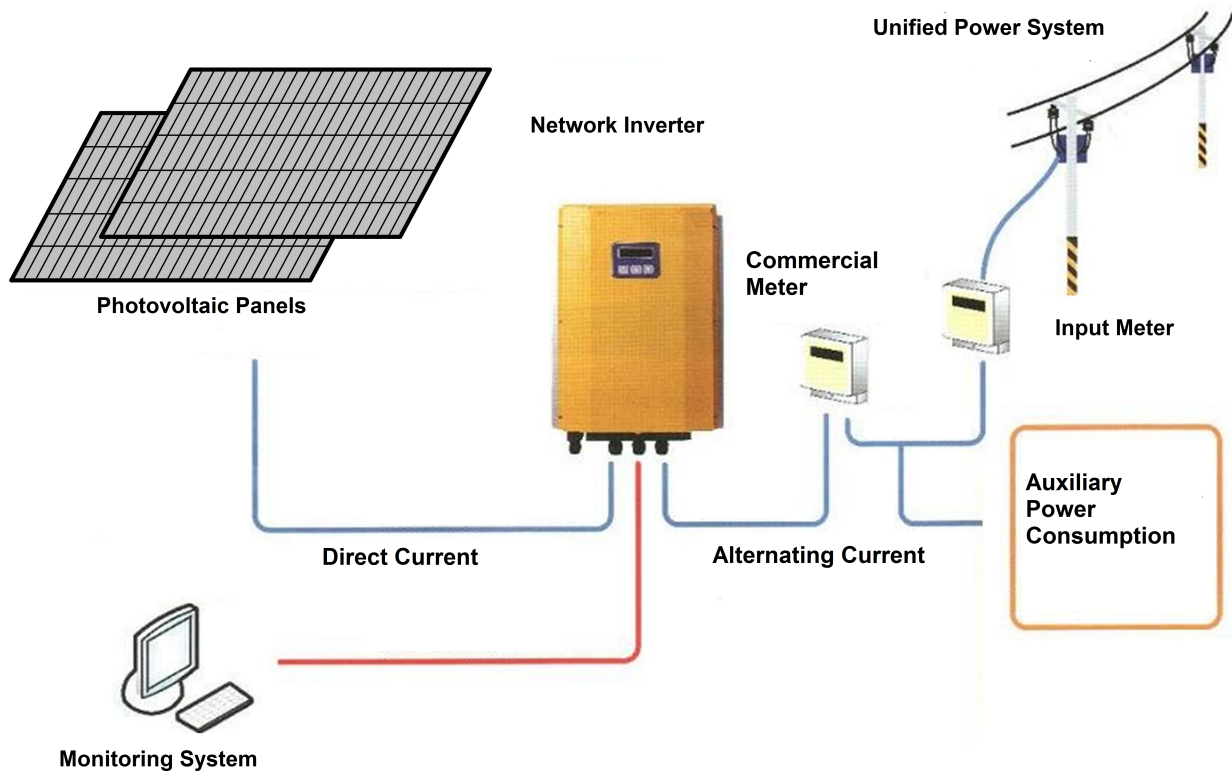 Unified Power System
Network Inverter
Commercial
Meter
Photovoltaic Panels
Input Meter
Auxiliary
Power
Consumption
Direct Current
Alternating Current
Monitoring System